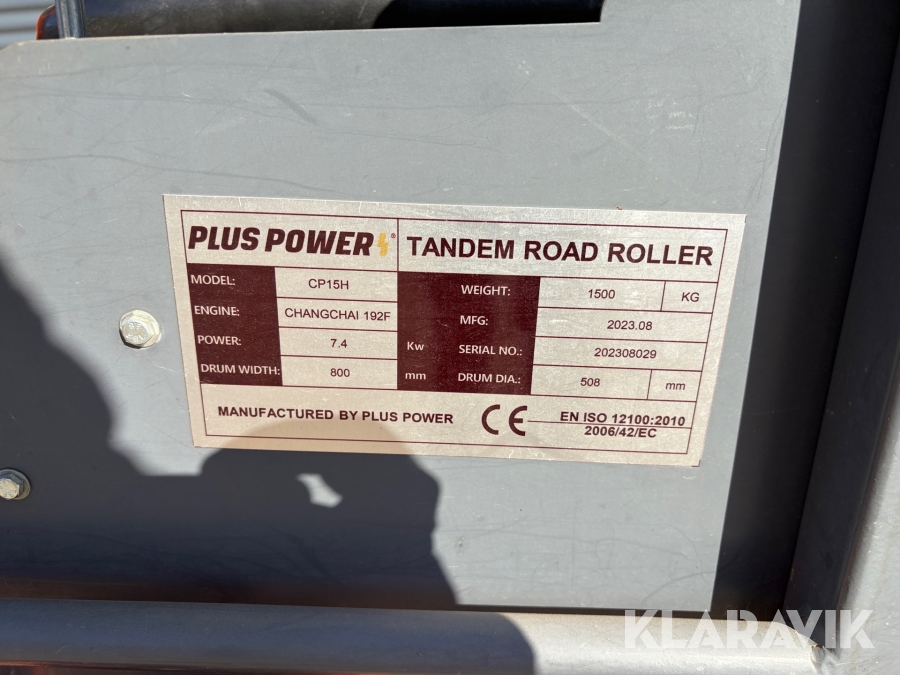 PLUS POWER® TANDEM ROAD ROLLER
MODEL: CP15H WEIGHT: 1500 KG
ENGINE: CHANGCHAI 192F MFG: 2023.08
POWER: 7.4 Kw SERIAL NO.: 202308029
DRUM WIDTH: 800 mm DRUM DIA.: 508 mm
MANUFACTURED BY PLUS POWER CE EN ISO 12100:2010
2006/42/EC
KLARAVIK